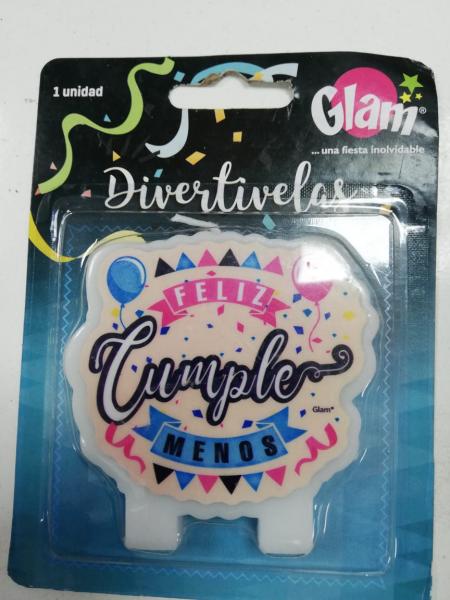 1 unidad
Glam®
... una fiesta inolvidable
Divertivelas
FELIZ
Cumple
Glam®
MENOS